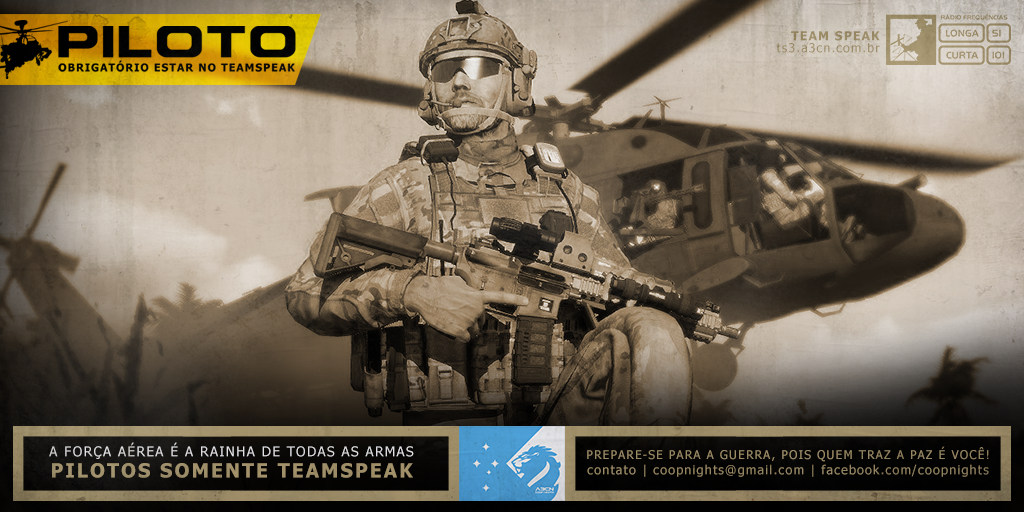 PILOTO
OBRIGATÓRIO ESTAR NO TEAMSPEAK
TEAM SPEAK
ts3.a3cn.com.br
RÁDIO FREQUÊNCIAS
LONGA 51
CURTA 101
A FORÇA AÉREA É A RAINHA DE TODAS AS ARMAS
PILOTOS SOMENTE TEAMSPEAK
A3CN
PREPARE-SE PARA A GUERRA, POIS QUEM TRAZ A PAZ É VOCÊ!
contato | coopnights@gmail.com | facebook.com/coopnights